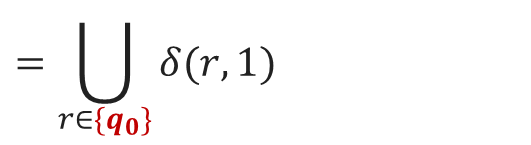 = ⋃ δ(r, 1)
r∈{q₀}